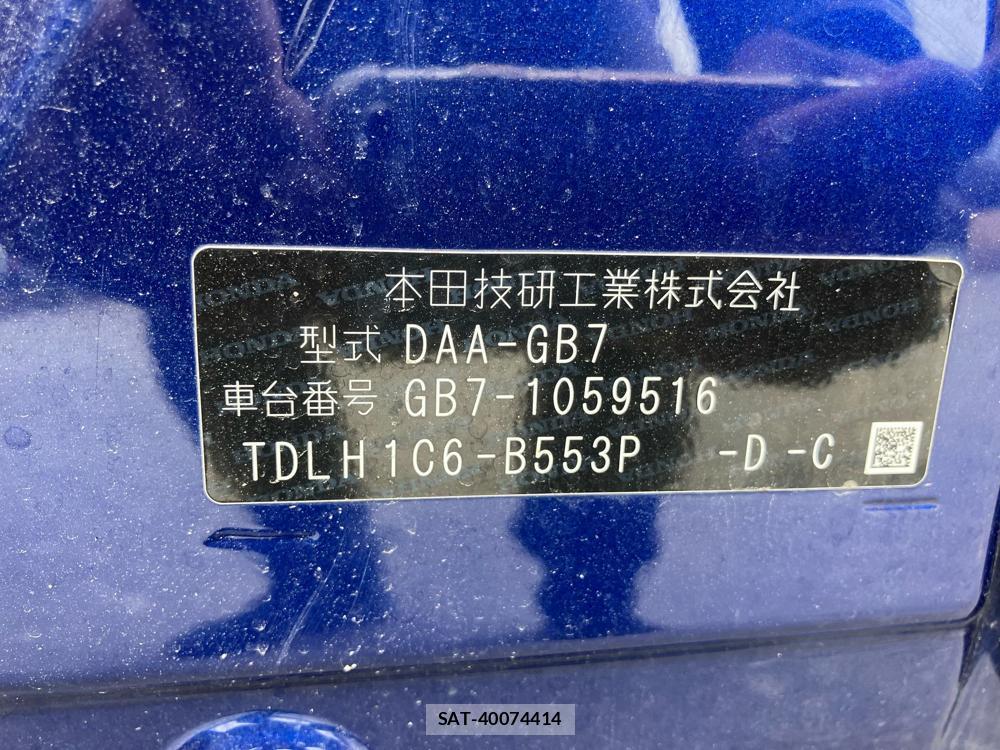 本田技研工業株式会社
型式 DAA-GB7
車台番号 GB7-1059516
TDLH1C6-B553P -D -C
SAT-40074414